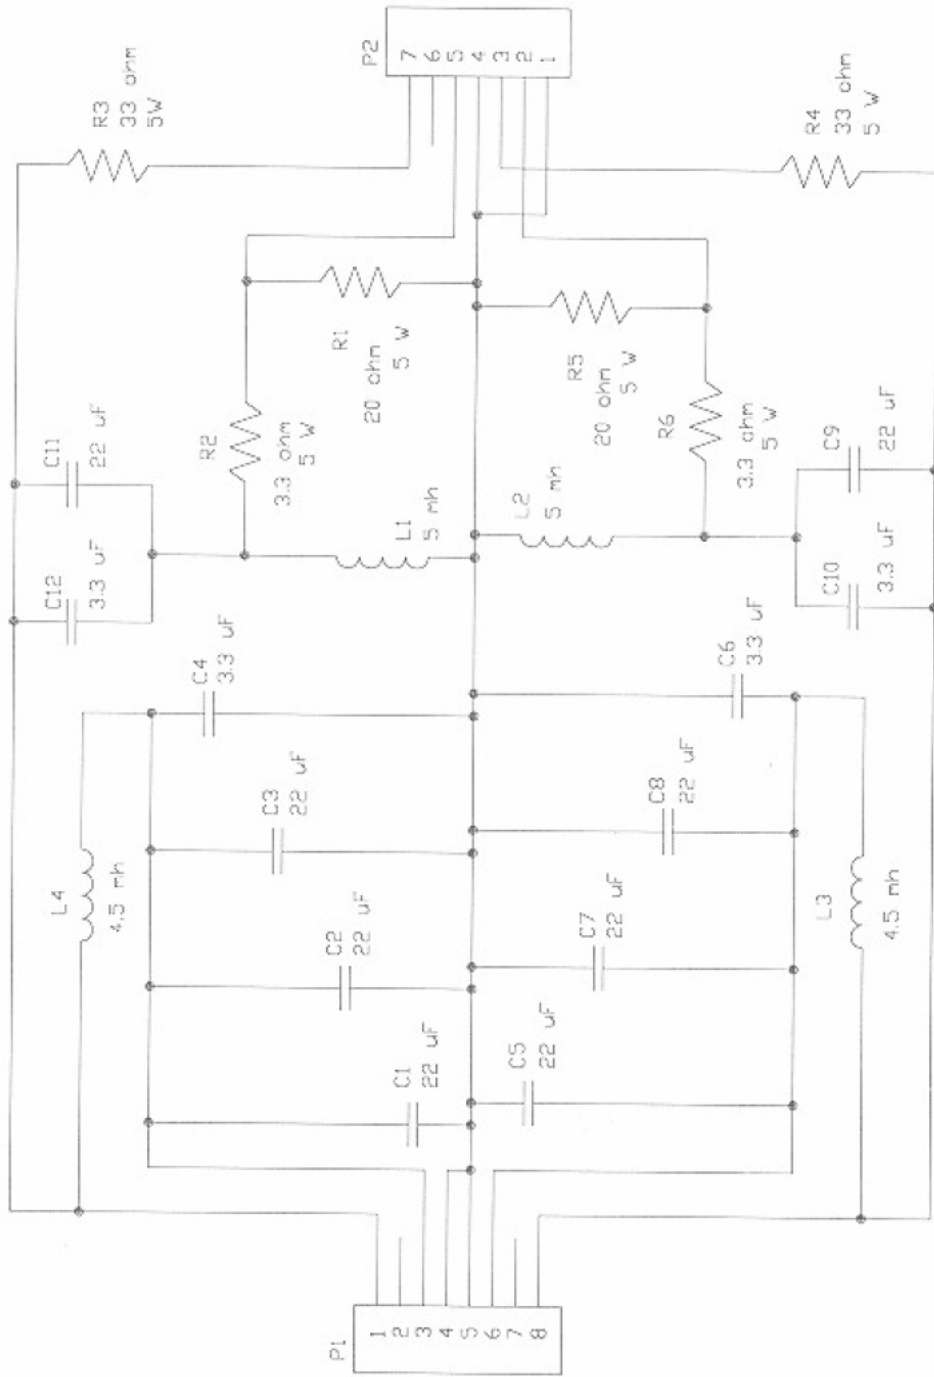 P2
7
6
5
4
3
2
1
R3
33 ohm
5W
R4
33 ohm
5 W
R1
20 ohm
5 W
R5
20 ohm
5 W
R2
3.3 ohm
5 W
R6
3.3 ohm
5 W
C11
22 uF
C12
3.3 uF
L1
5 mh
L2
5 mh
C9
22 uF
C10
3.3 uF
C4
3.3 uF
C6
3.3 uF
C3
22 uF
C8
22 uF
L4
4.5 mh
L3
4.5 mh
C2
22 uF
C7
22 uF
C1
22 uF
C5
22 uF
P1
1
2
3
4
5
6
7
8